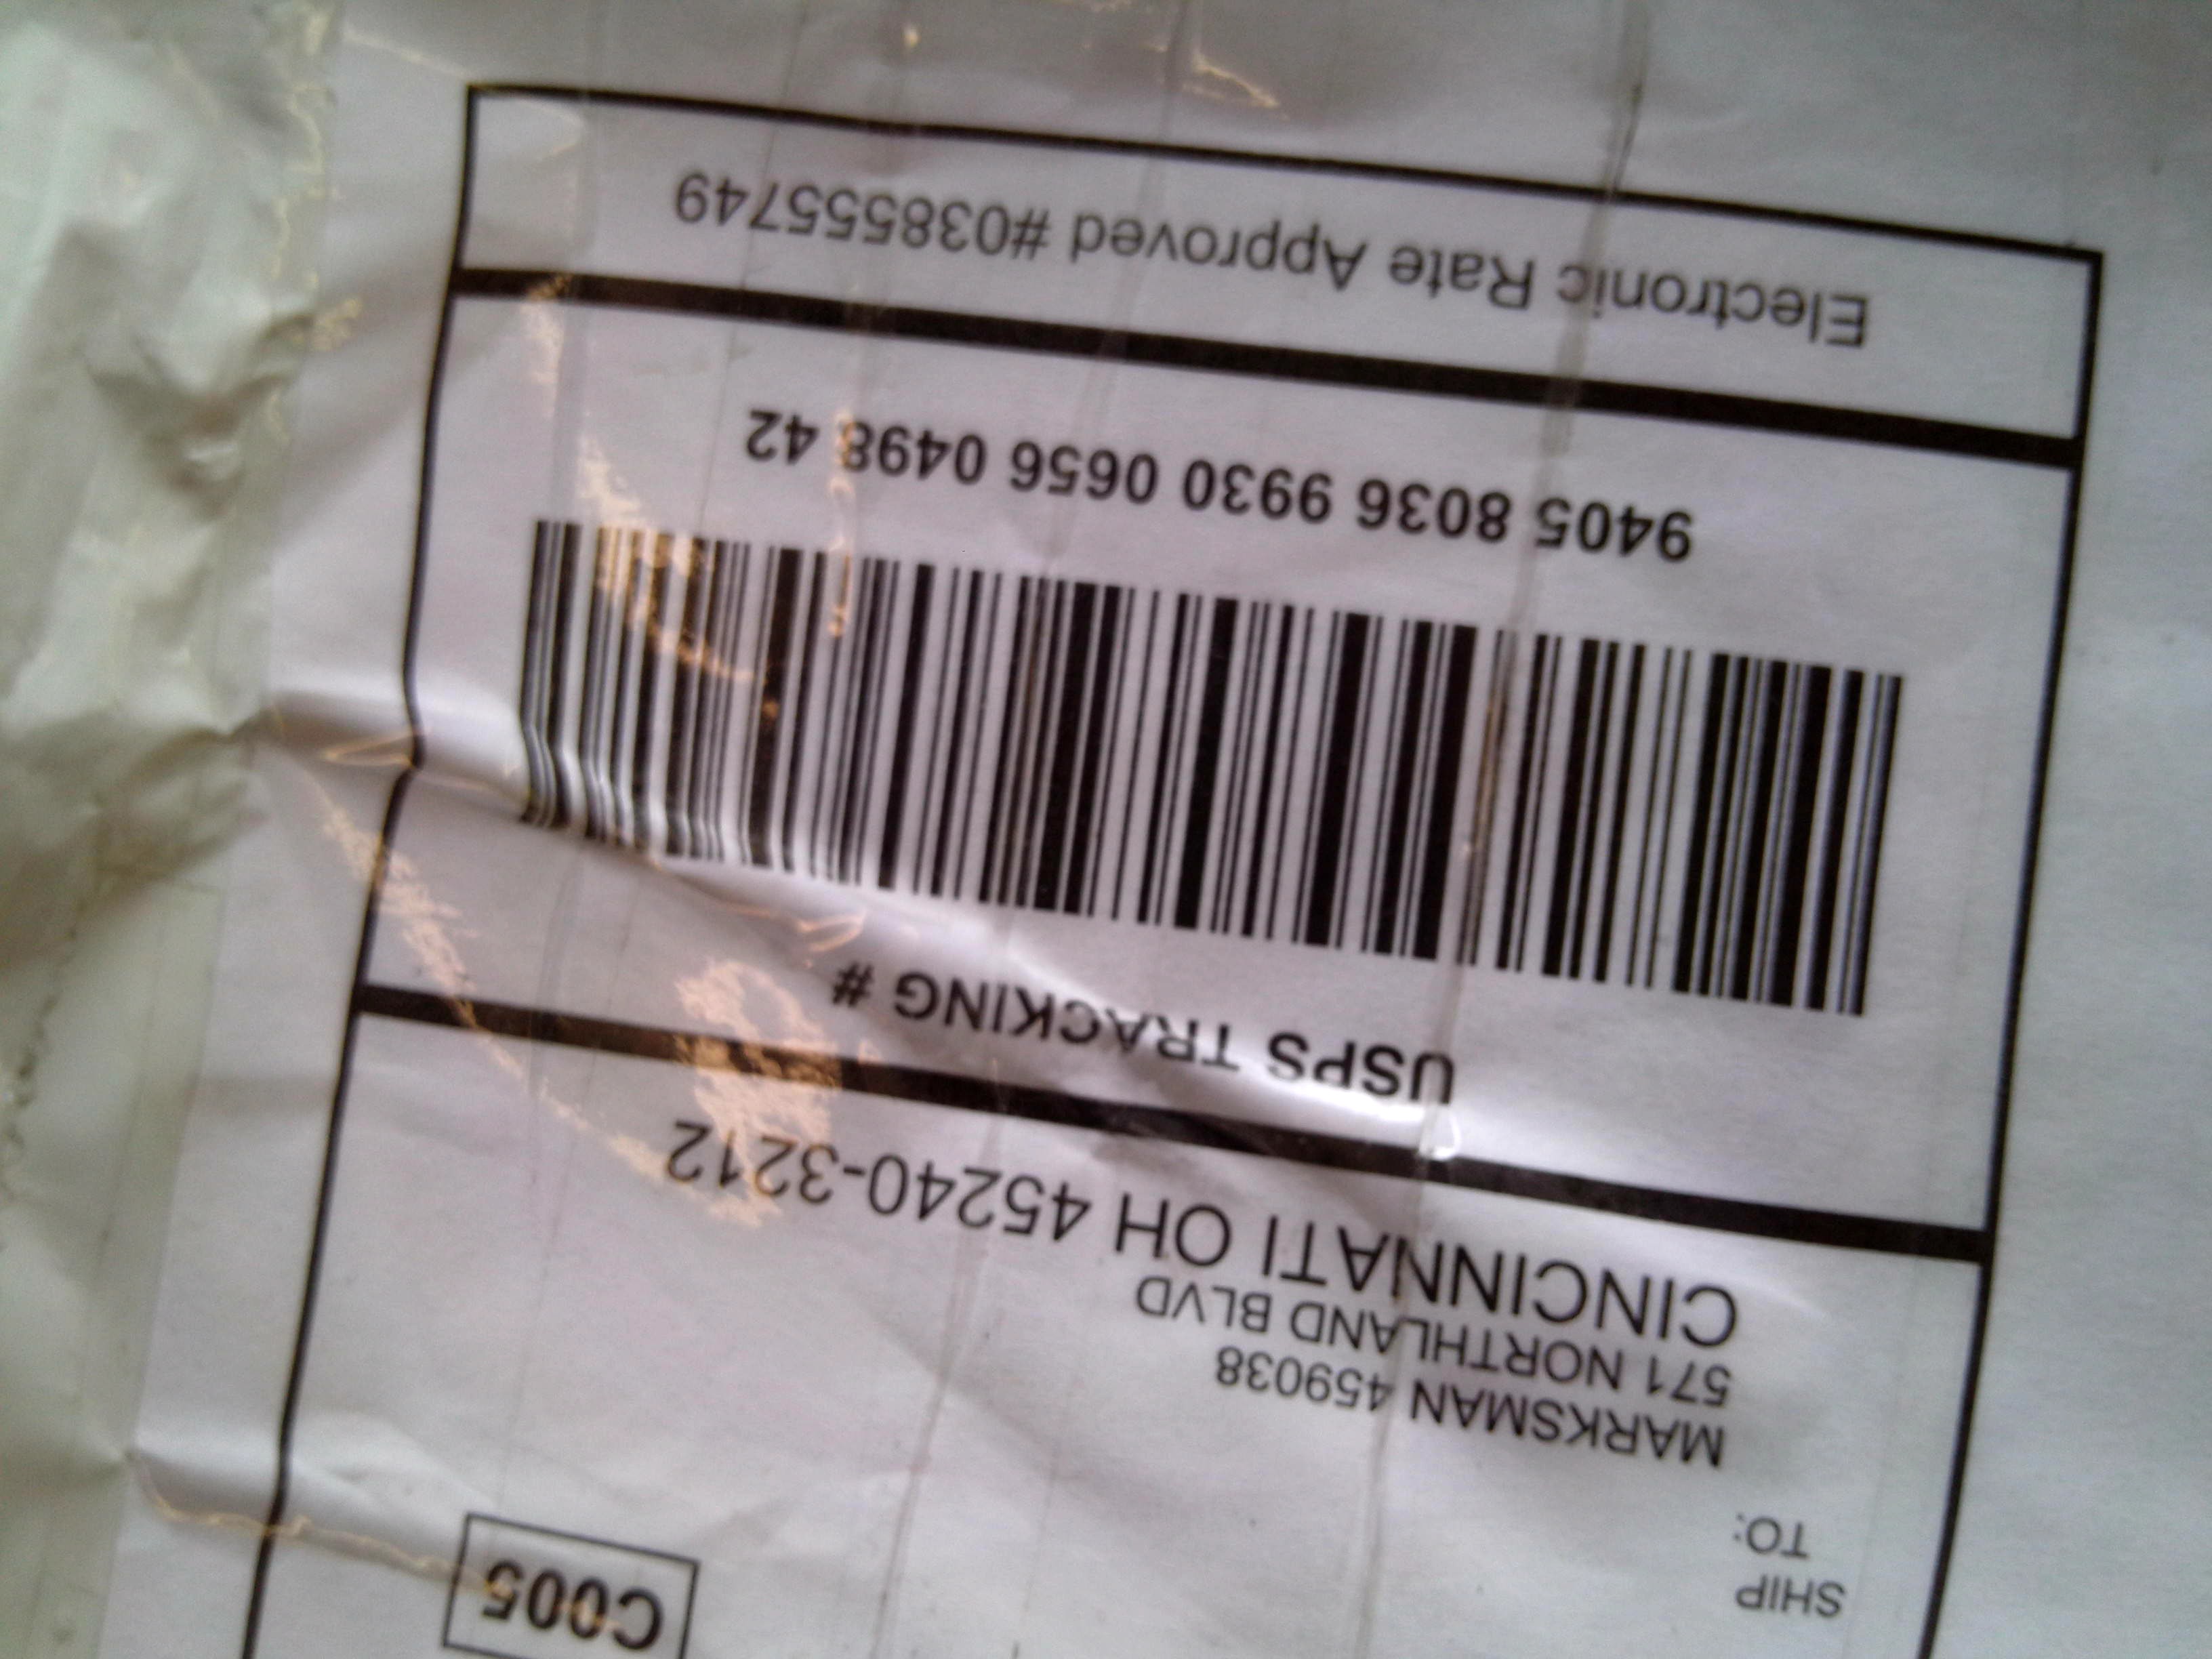 C005
SHIP
TO:
MARKSMAN 459038
571 NORTHLAND BLVD
CINCINNATI OH 45240-3212
USPS TRACKING #
9405 8036 9930 0656 0498 42
Electronic Rate Approved #038555749